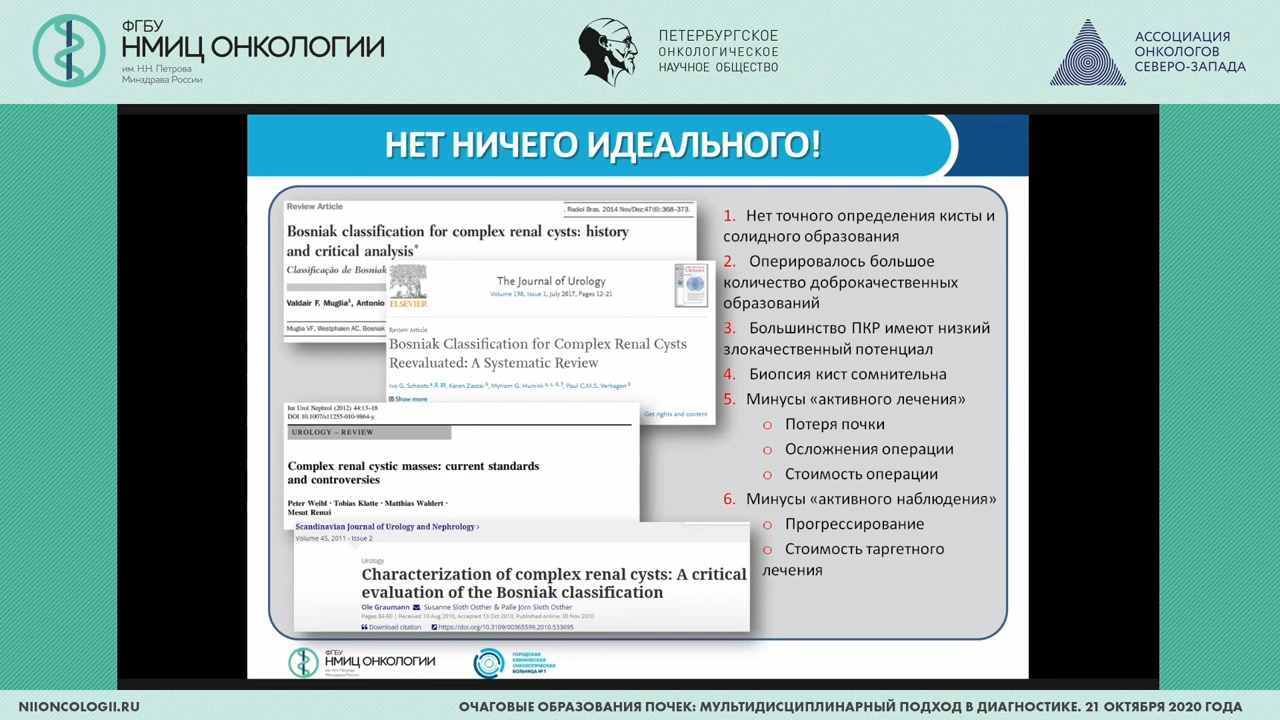 ФГБУ
НМИЦ ОНКОЛОГИИ
им. Н.Н. Петрова
Минздрава России
ПЕТЕРБУРГСКОЕ
ОНКОЛОГИЧЕСКОЕ
НАУЧНОЕ ОБЩЕСТВО
АССОЦИАЦИЯ
ОНКОЛОГОВ
СЕВЕРО-ЗАПАДА
НЕТ НИЧЕГО ИДЕАЛЬНОГО!
Review Article
Radiol Bras. 2014 Nov/Dez;47(6):368–373.
Bosniak classification for complex renal cysts: history
and critical analysis*
Classificação de Bosniak
Valdair F. Muglia¹, Antonio
Muglia VF, Westphalen AC. Bosniak
ELSEVIER
The Journal of Urology
Volume 198, Issue 1, July 2017, Pages 12-21
Review Article
Bosniak Classification for Complex Renal Cysts
Reevaluated: A Systematic Review
Ivo G. Schoots, Keren Zaccai, Myriam G. Hunink, Paul C.M.S. Verhagen
Show more
Get rights and content
Int Urol Nephrol (2012) 44:13–18
DOI 10.1007/s11255-010-9864-y
UROLOGY – REVIEW
Complex renal cystic masses: current standards
and controversies
Peter Weibl · Tobias Klatte · Matthias Waldert ·
Mesut Remzi
Scandinavian Journal of Urology and Nephrology ›
Volume 45, 2011 - Issue 2
Urology
Characterization of complex renal cysts: A critical
evaluation of the Bosniak classification
Ole Graumann, Susanne Sloth Osther & Palle Jörn Sloth Osther
Pages 84-90 | Received 10 Aug 2010, Accepted 13 Oct 2010, Published online: 30 Nov 2010
Download citation https://doi.org/10.3109/00365599.2010.533695
1. Нет точного определения кисты и
солидного образования
2. Оперировалось большое
количество доброкачественных
образований
3. Большинство ПКР имеют низкий
злокачественный потенциал
4. Биопсия кист сомнительна
5. Минусы «активного лечения»
o Потеря почки
o Осложнения операции
o Стоимость операции
6. Минусы «активного наблюдения»
o Прогрессирование
o Стоимость таргетного
лечения
ФГБУ
НМИЦ ОНКОЛОГИИ
им. Н.Н. Петрова
Минздрава России
ГОРОДСКАЯ
КЛИНИЧЕСКАЯ
ОНКОЛОГИЧЕСКАЯ
БОЛЬНИЦА №1
NIIONCOLOGII.RU
ОЧАГОВЫЕ ОБРАЗОВАНИЯ ПОЧЕК: МУЛЬТИДИСЦИПЛИНАРНЫЙ ПОДХОД В ДИАГНОСТИКЕ. 21 ОКТЯБРЯ 2020 ГОДА